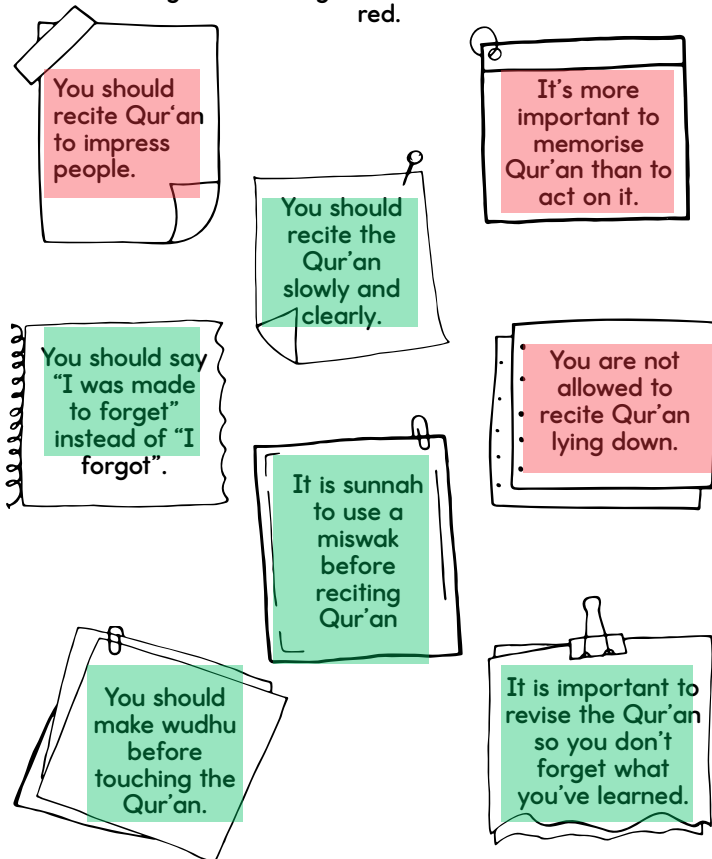 red.
You should
recite Qur‘an
to impress
people.
It’s more
important to
memorise
Qur’an than to
act on it.
You should
recite the
Qur’an
slowly and
clearly.
You should say
“I was made
to forget”
instead of “I
forgot”.
You are not
allowed to
recite Qur’an
lying down.
It is sunnah
to use a
miswak
before
reciting
Qur’an
You should
make wudhu
before
touching the
Qur’an.
It is important to
revise the Qur’an
so you don’t
forget what
you’ve learned.